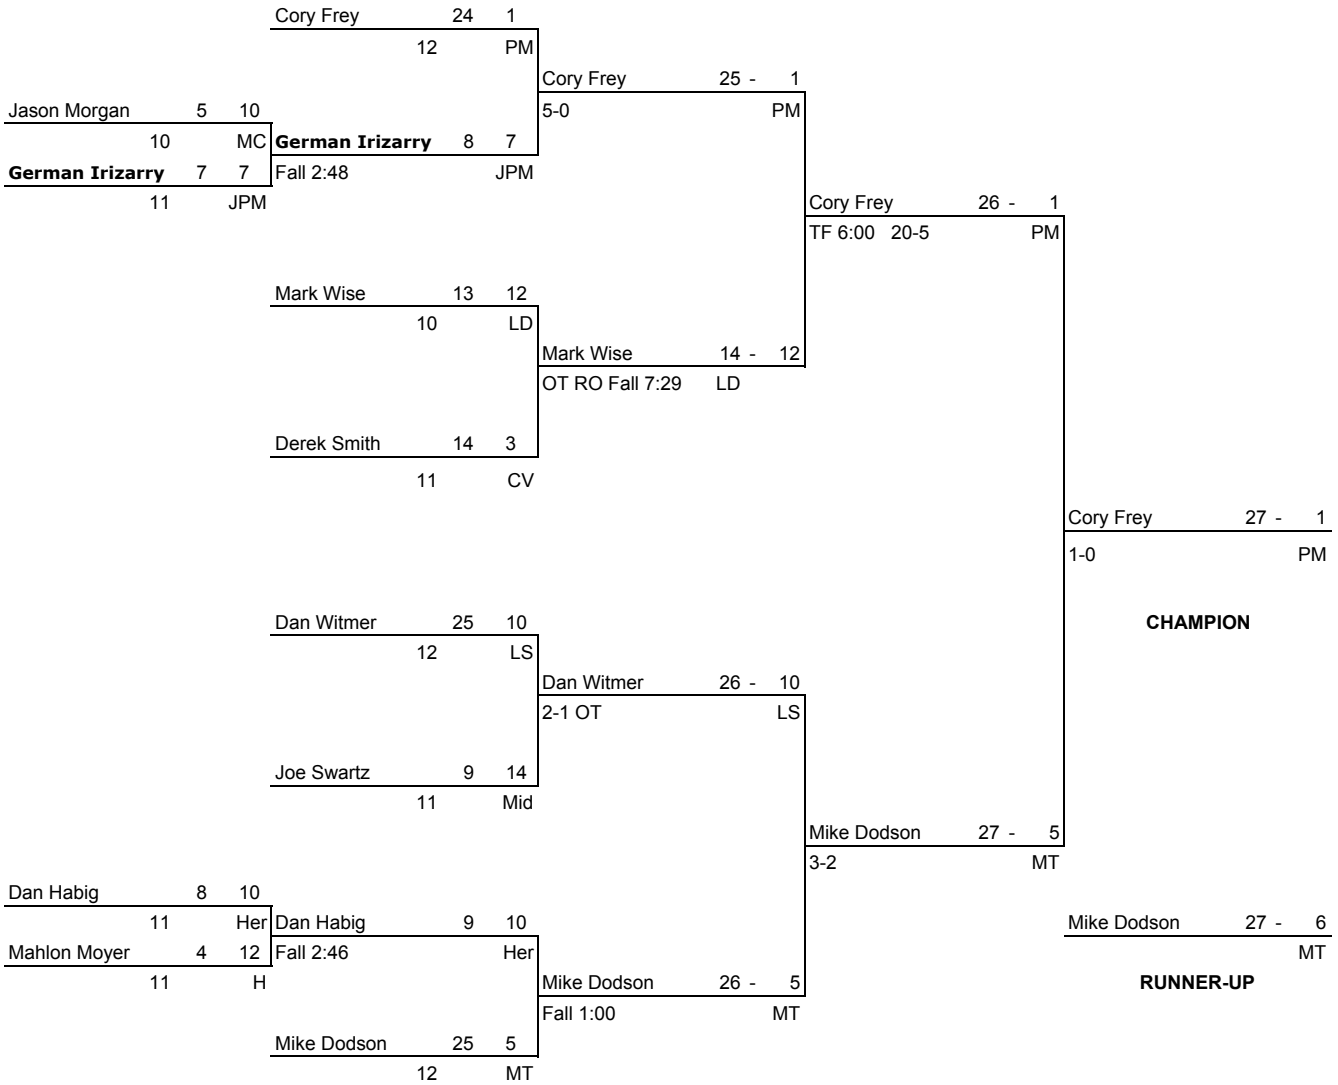 Cory Frey 24 1
12 PM
Cory Frey 25 - 1
Jason Morgan 5 10
5-0 PM
10 MC
German Irizarry 8 7
German Irizarry 7 7
Fall 2:48 JPM
11 JPM
Cory Frey 26 - 1
TF 6:00 20-5 PM
Mark Wise 13 12
10 LD
Mark Wise 14 - 12
OT RO Fall 7:29 LD
Derek Smith 14 3
11 CV
Cory Frey 27 - 1
1-0 PM
Dan Witmer 25 10
CHAMPION
12 LS
Dan Witmer 26 - 10
2-1 OT LS
Joe Swartz 9 14
11 Mid
Mike Dodson 27 - 5
3-2 MT
Dan Habig 8 10
11 Her
Dan Habig 9 10
Mike Dodson 27 - 6
Mahlon Moyer 4 12
Fall 2:46 Her
MT
11 H
Mike Dodson 26 - 5
RUNNER-UP
Fall 1:00 MT
Mike Dodson 25 5
12 MT